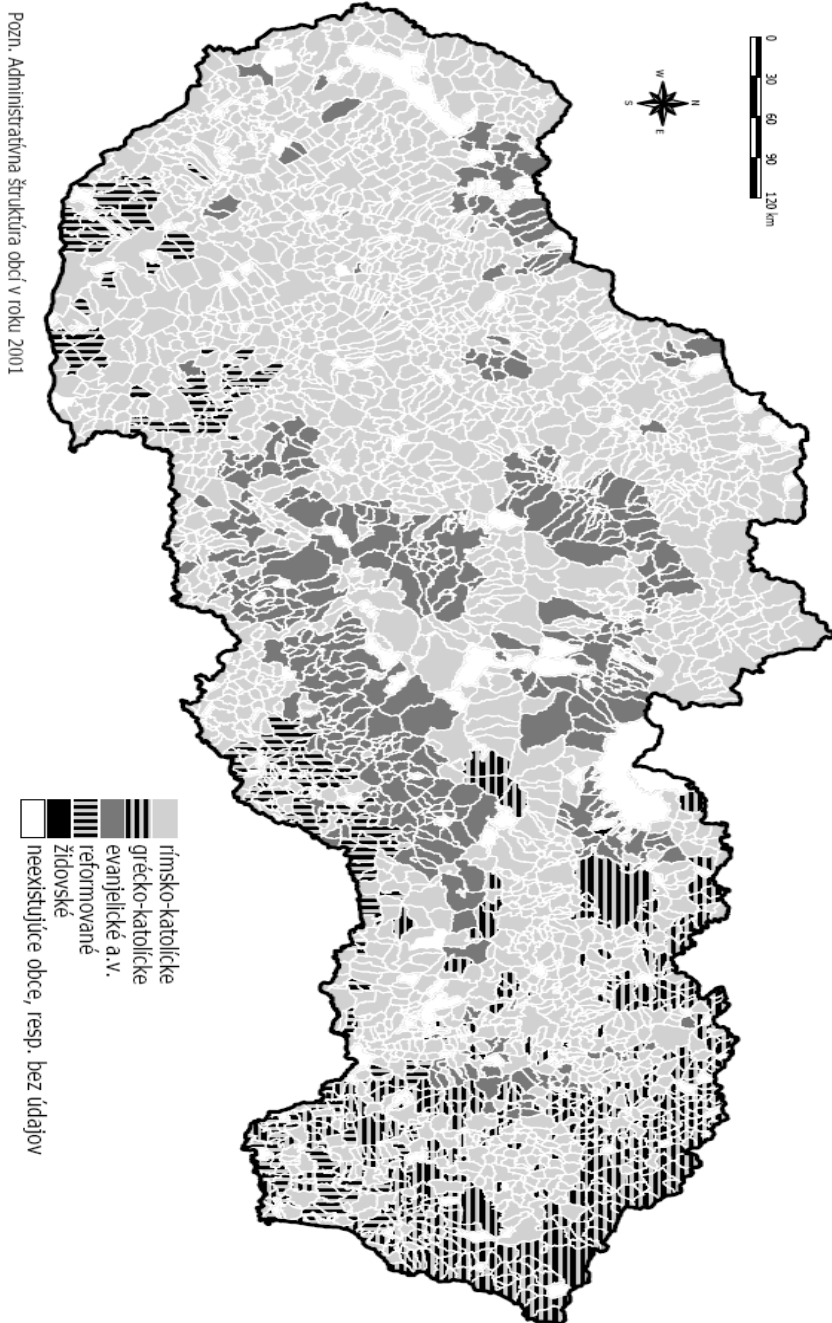 0 30 60 90 120 km
N
W E
S
rímsko-katolícke
grécko-katolícke
evanjelické a.v.
reformované
židovské
neexistujúce obce, resp. bez údajov
Pozn. Administratívna štruktúra obcí v roku 2001